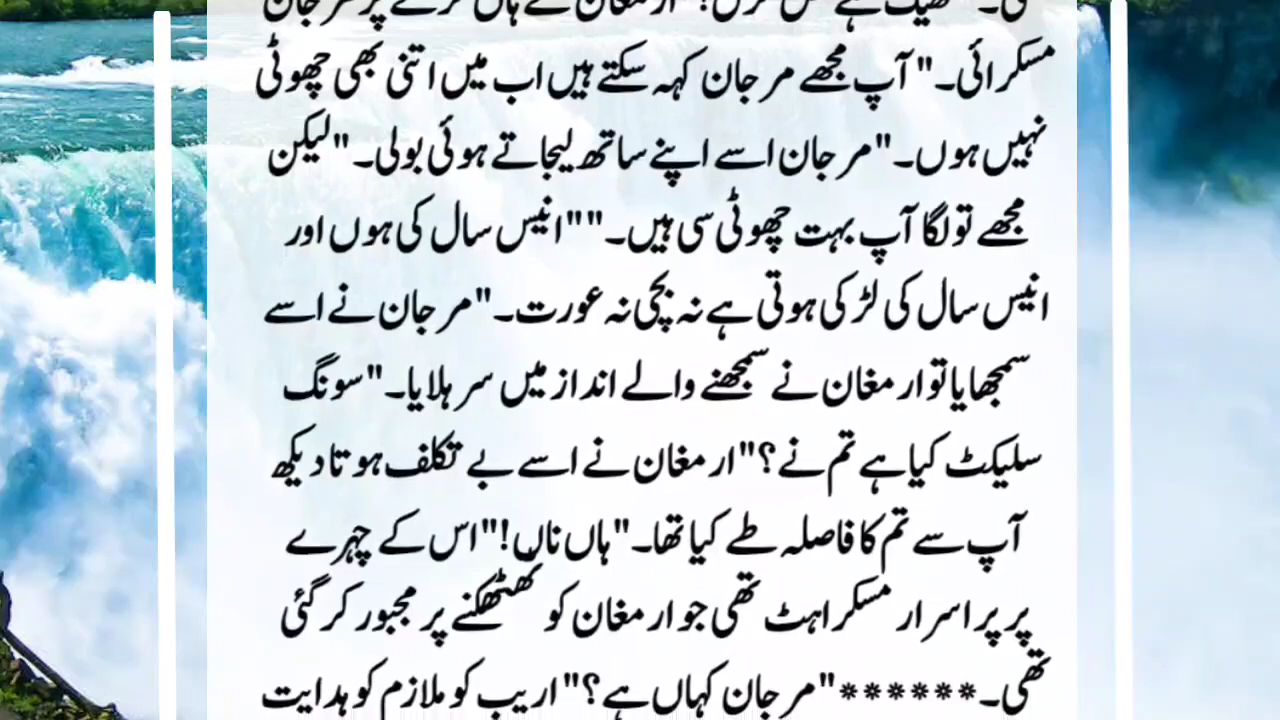 مسکرائی۔" آپ مجھے مرجان کہہ سکتے ہیں اب میں اتنی بھی چھوٹی
نہیں ہوں۔"مرجان اسے اپنے ساتھ لیجاتے ہوئی بولی۔"لیکن
مجھے تو لگا آپ بہت چھوٹی سی ہیں۔""انیس سال کی ہوں اور
انیس سال کی لڑکی ہوتی ہے نہ بچی نہ عورت۔"مرجان نے اسے
سمجھایا تو ارمغان نے سمجھنے والے انداز میں سر ہلایا۔"سونگ
سلیکٹ کیا ہے تم نے؟"ارمغان نے اسے بے تکلف ہوتا دیکھ
آپ سے تم کا فاصلہ طے کیا تھا۔"ہاں ناں!"اس کے چہرے
پر پراسرار مسکراہٹ تھی جو ارمغان کو ٹھٹھکنے پر مجبور کر گئی
تھی۔******"مرجان کہاں ہے؟"اریب کو ملازم کو ہدایت